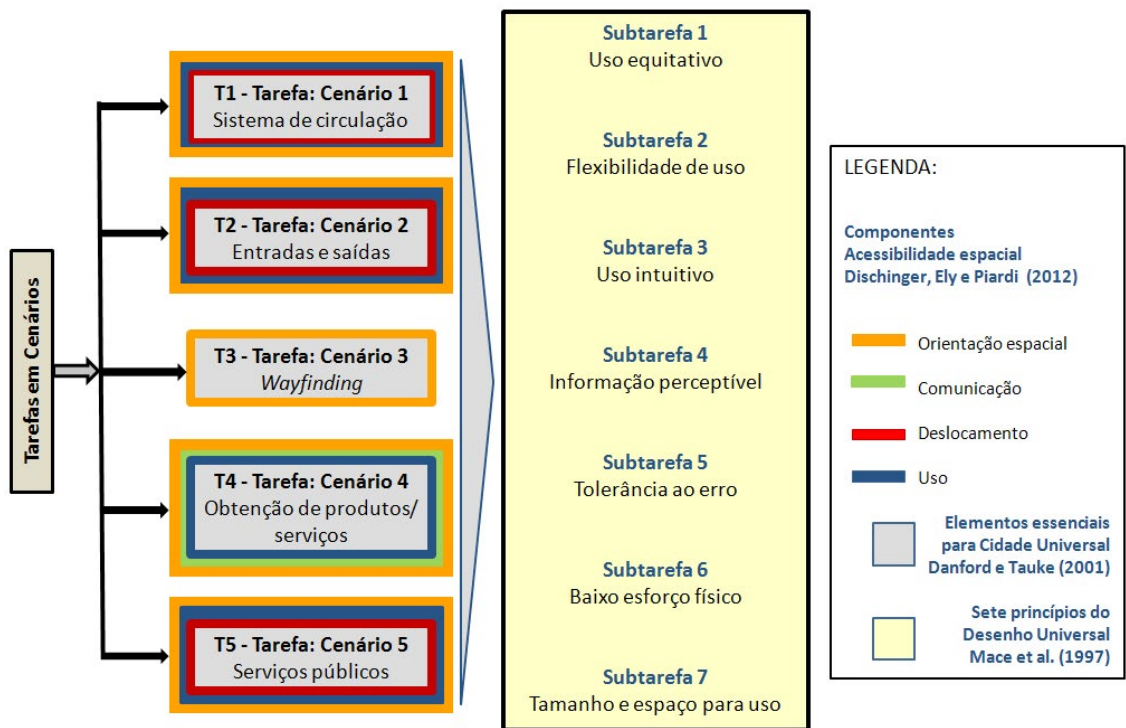 Tarefas em Cenários
T1 - Tarefa: Cenário 1
Sistema de circulação
T2 - Tarefa: Cenário 2
Entradas e saídas
T3 - Tarefa: Cenário 3
Wayfinding
T4 - Tarefa: Cenário 4
Obtenção de produtos/
serviços
T5 - Tarefa: Cenário 5
Serviços públicos
Subtarefa 1
Uso equitativo
Subtarefa 2
Flexibilidade de uso
Subtarefa 3
Uso intuitivo
Subtarefa 4
Informação perceptível
Subtarefa 5
Tolerância ao erro
Subtarefa 6
Baixo esforço físico
Subtarefa 7
Tamanho e espaço para uso
LEGENDA:
Componentes
Acessibilidade espacial
Dischinger, Ely e Piardi (2012)
Orientação espacial
Comunicação
Deslocamento
Uso
Elementos essenciais
para Cidade Universal
Danford e Tauke (2001)
Sete princípios do
Desenho Universal
Mace et al. (1997)